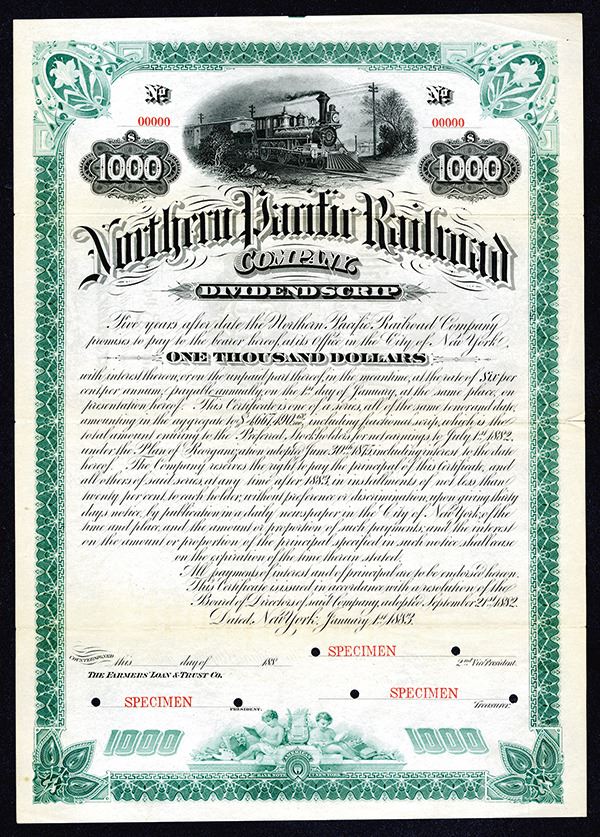 No No
00000 00000
$ $
1000 1000
Northern Pacific Railroad
COMPANY.
DIVIDEND SCRIP
Five years after date the Northern Pacific Railroad Company
promises to pay to the bearer hereof, at its Office in the City of New York
ONE THOUSAND DOLLARS
with interest thereon, or on the unpaid part thereof, in the meantime, at the rate of Six per
cent per annum, payable annually, on the 1st day of January, at the same place, on
presentation hereof. This Certificate is one of a series, all of the same tenor and date,
amounting in the aggregate to $ including fractional scrip, which is the
total amount enuring to the Preferred Stockholders for net earnings to July 1st 1882,
under the Plan of Reorganization adopted June 30th 1875, including interest to the date
hereof. The Company reserves the right to pay the principal of this Certificate, and
all others of said series, at any time after 1883, in installments of not less than
twenty per cent. to each holder, without preference or discrimination, upon giving thirty
days notice, by publication in a daily newspaper in the City of New York, of the
time and place, and the amount or proportion of such payments; and the interest
on the amount or proportion of the principal specified in such notice, shall cease
on the expiration of the time therein stated.
All payments of interest and of principal are to be endorsed hereon.
This Certificate is issued in accordance with a resolution of the
Board of Directors of said Company, adopted September 21st 1882.
Dated, New York, January 1st 1883.
COUNTERSIGNED this day of 188 SPECIMEN 2nd Vice President.
THE FARMERS' LOAN & TRUST CO.
SPECIMEN PRESIDENT. SPECIMEN Treasurer
1000 1000
BANK NOTE NEW YORK